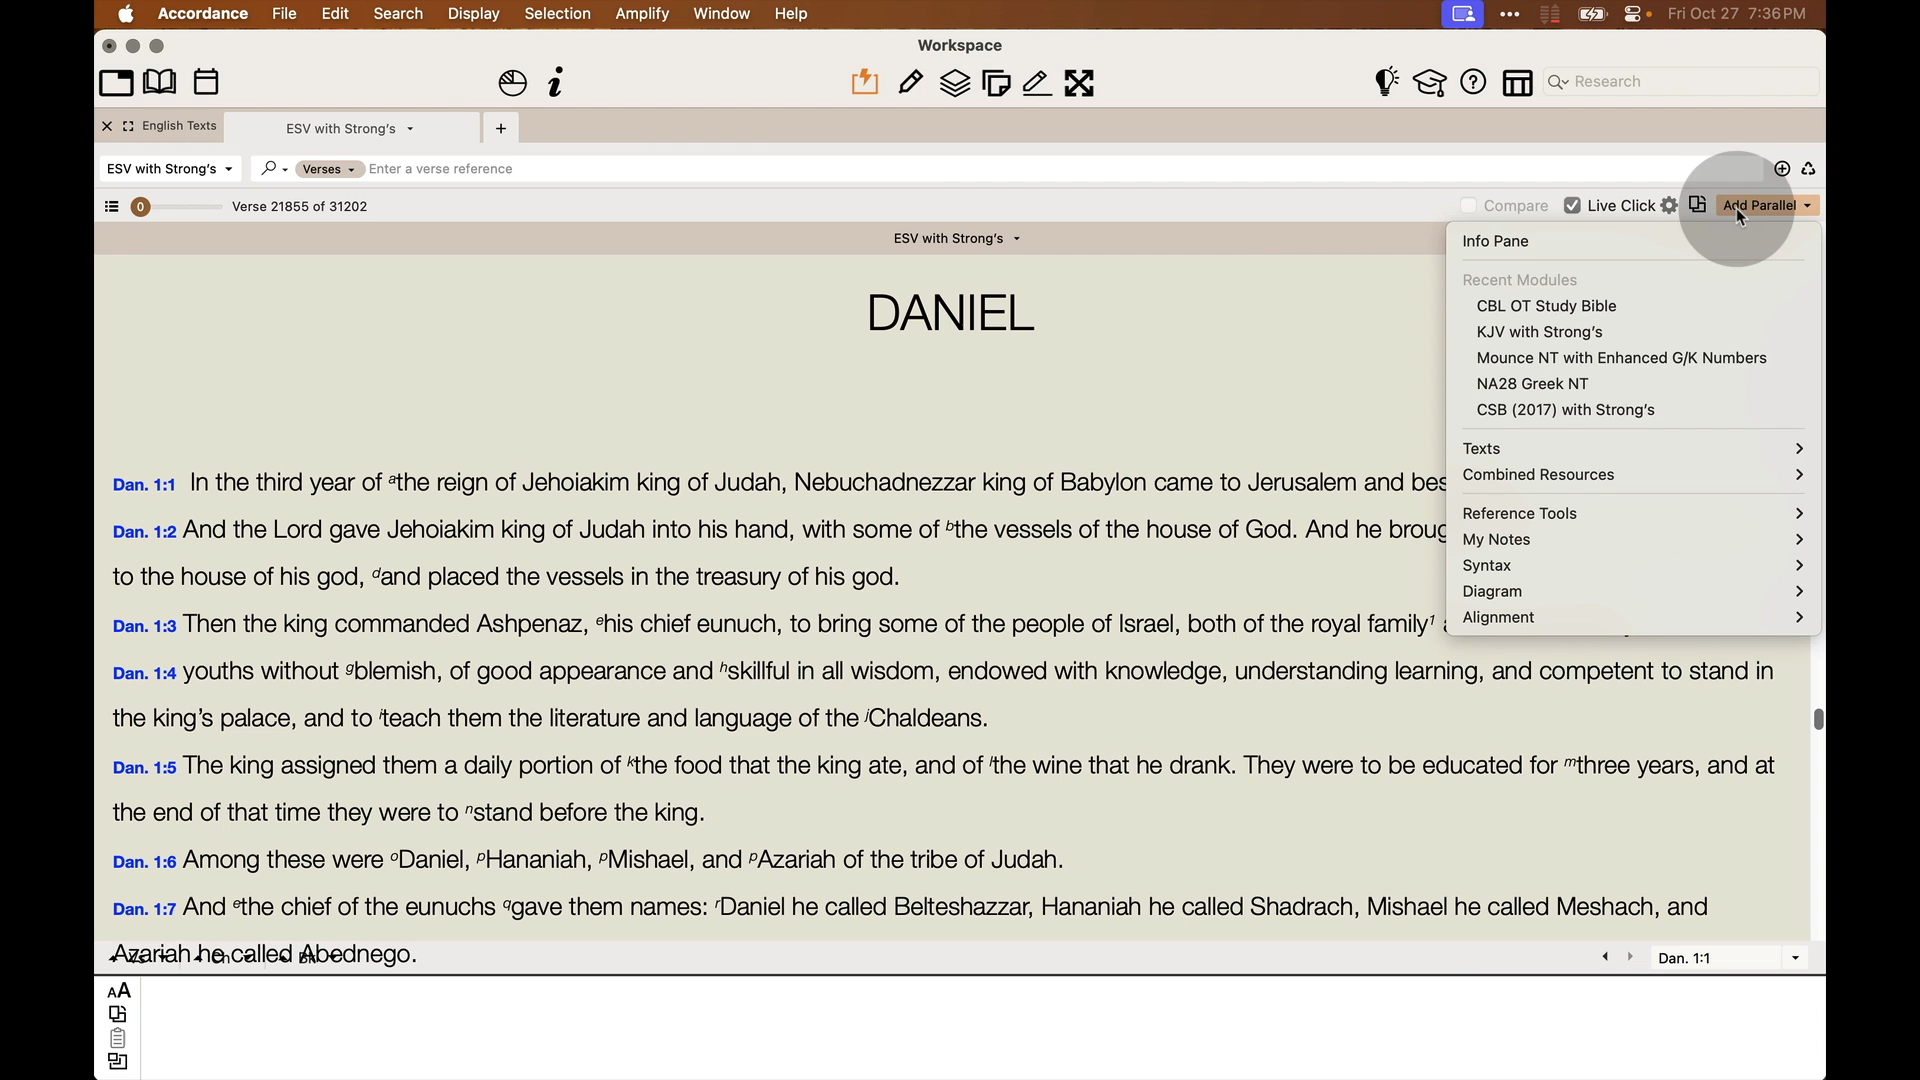 Accordance File Edit Search Display Selection Amplify Window Help Fri Oct 27 7:36 PM
Workspace
Research
English Texts ESV with Strong's
ESV with Strong's Verses Enter a verse reference
0 Verse 21855 of 31202 Compare Live Click Add Parallel
ESV with Strong's
Info Pane
Recent Modules
CBL OT Study Bible
KJV with Strong's
Mounce NT with Enhanced G/K Numbers
NA28 Greek NT
CSB (2017) with Strong's
Texts
Combined Resources
Reference Tools
My Notes
Syntax
Diagram
Alignment
DANIEL
Dan. 1:1 In the third year of athe reign of Jehoiakim king of Judah, Nebuchadnezzar king of Babylon came to Jerusalem and bes
Dan. 1:2 And the Lord gave Jehoiakim king of Judah into his hand, with some of bthe vessels of the house of God. And he broug
to the house of his god, dand placed the vessels in the treasury of his god.
Dan. 1:3 Then the king commanded Ashpenaz, ehis chief eunuch, to bring some of the people of Israel, both of the royal family1
Dan. 1:4 youths without gblemish, of good appearance and hskillful in all wisdom, endowed with knowledge, understanding learning, and competent to stand in
the king's palace, and to iteach them the literature and language of the jChaldeans.
Dan. 1:5 The king assigned them a daily portion of kthe food that the king ate, and of lthe wine that he drank. They were to be educated for mthree years, and at
the end of that time they were to nstand before the king.
Dan. 1:6 Among these were oDaniel, pHananiah, pMishael, and pAzariah of the tribe of Judah.
Dan. 1:7 And ethe chief of the eunuchs qgave them names: rDaniel he called Belteshazzar, Hananiah he called Shadrach, Mishael he called Meshach, and
Azariah he called Abednego.
Dan. 1:1
AA